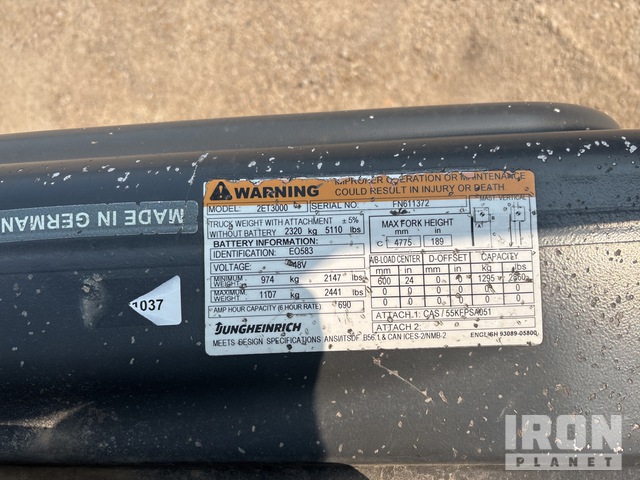 MADE IN GERMAN
1037
WARNING
IMPROPER OPERATION OR MAINTENANCE
COULD RESULT IN INJURY OR DEATH
MODEL: 2ET3000 SERIAL NO: FN611372
TRUCK WEIGHT WITH ATTACHMENT ± 5%
WITHOUT BATTERY 2320 kg 5110 lbs
BATTERY INFORMATION:
IDENTIFICATION: EO583
VOLTAGE: 48V
MINIMUM WEIGHT: 974 kg 2147 lbs
MAXIMUM WEIGHT: 1107 kg 2441 lbs
AMP HOUR CAPACITY (6 HOUR RATE) 690
MAST VERTICAL
MAX FORK HEIGHT
mm in
C 4775 189
A/B-LOAD CENTER D-OFFSET CAPACITY
mm in mm in kg lbs
600 24 0 0 1295
0 0 0 0 0 0
0 0 0 0 0 0
ATTACH.1: CAS / 55KEPSA051
ATTACH.2:
JUNGHEINRICH
MEETS DESIGN SPECIFICATIONS ANSI/ITSDF B56.1 & CAN ICES-2/NMB-2
ENGLISH 93089-05800
IRON
PLANET